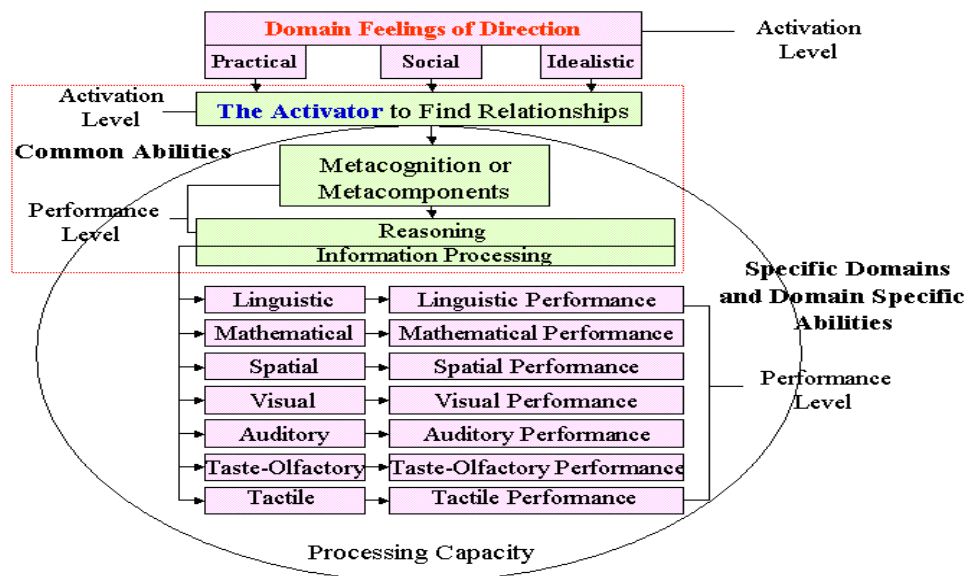 Domain Feelings of Direction
Practical
Social
Idealistic
Activation
Level
Activation
Level
The Activator to Find Relationships
Common Abilities
Metacognition or
Metacomponents
Performance
Level
Reasoning
Information Processing
Specific Domains
and Domain Specific
Abilities
Linguistic
Linguistic Performance
Mathematical
Mathematical Performance
Spatial
Spatial Performance
Visual
Visual Performance
Auditory
Auditory Performance
Taste-Olfactory
Taste-Olfactory Performance
Tactile
Tactile Performance
Performance
Level
Processing Capacity